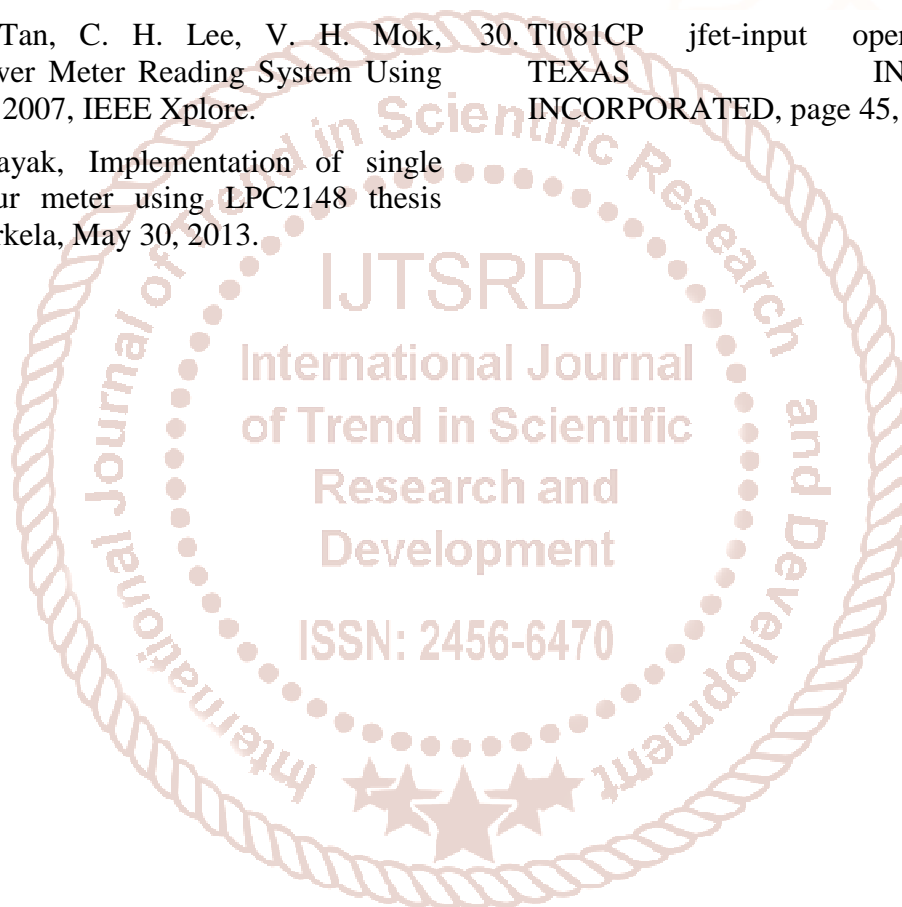 Tan, C. H. Lee, V. H. Mok,
ver Meter Reading System Using
2007, IEEE Xplore.
ayak, Implementation of single
ur meter using LPC2148 thesis
rkela, May 30, 2013.
30. Tl081CP jfet-input oper
TEXAS IN
INCORPORATED, page 45,
International Journal of Trend in Scientific Research and Development
IJTSRD
International Journal
of Trend in Scientific
Research and
Development
ISSN: 2456-6470